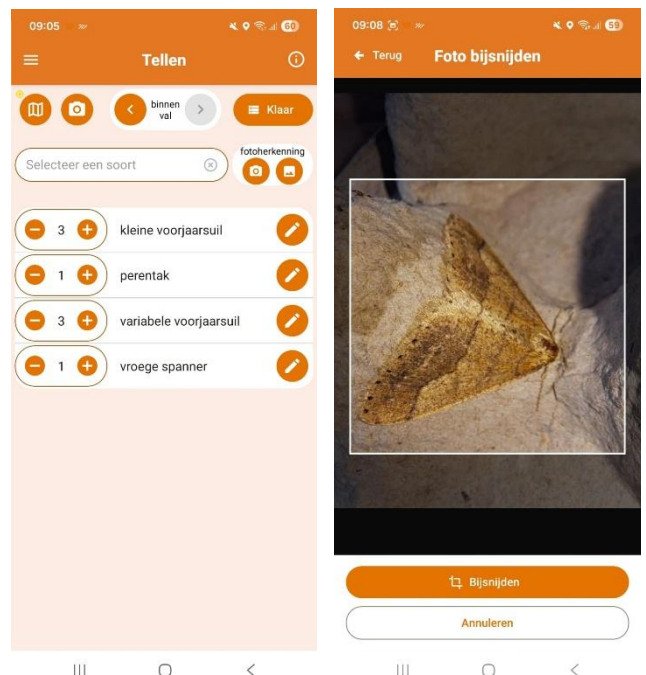 09:05
60
Tellen
binnen
val
Klaar
Selecteer een soort
fotoherkenning
3 kleine voorjaarsuil
1 perentak
3 variabele voorjaarsuil
1 vroege spanner
09:08
59
Terug Foto bijsnijden
Bijsnijden
Annuleren